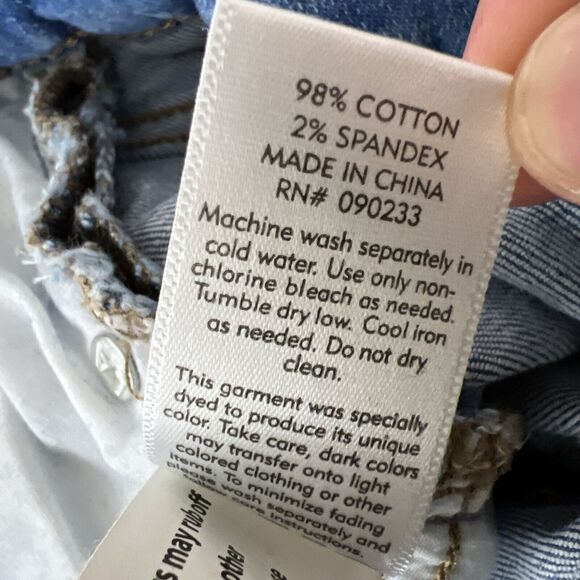 98% COTTON
2% SPANDEX
MADE IN CHINA
RN# 090233
Machine wash separately in
cold water. Use only non-
chlorine bleach as needed.
Tumble dry low. Cool iron
as needed. Do not dry
clean.
This garment was specially
dyed to produce its unique
color. Take care, dark colors
may transfer onto light
colored clothing or other
items. To minimize fading
please wash separately and
follow care instructions.
s may ruboff
other